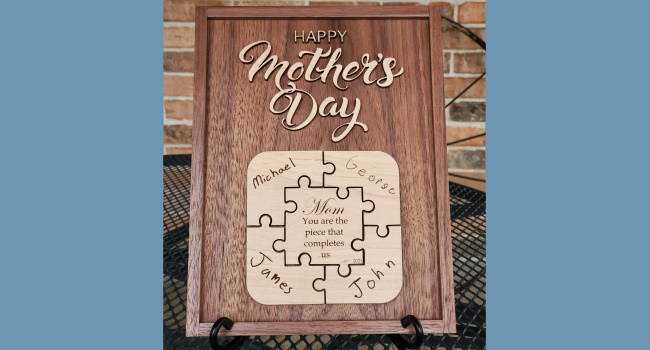 HAPPY
Mother's
Day
Michael
George
Mom
You are the
piece that
completes
us
James
John